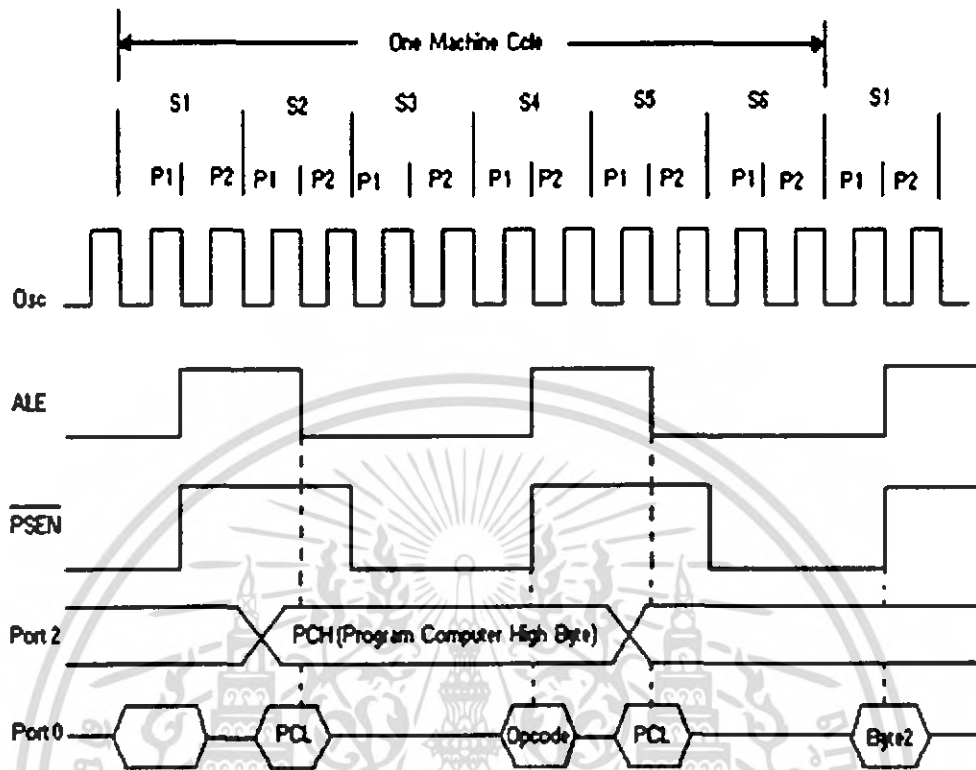 One Machine Cole
S1 S2 S3 S4 S5 S6 S1
P1 P2 P1 P2 P1 P2 P1 P2 P1 P2 P1 P2 P1 P2
Osc
ALE
PSEN
Port 2 PCH (Program Computer High Byte)
Port 0 PCL Opcode PCL Byte2